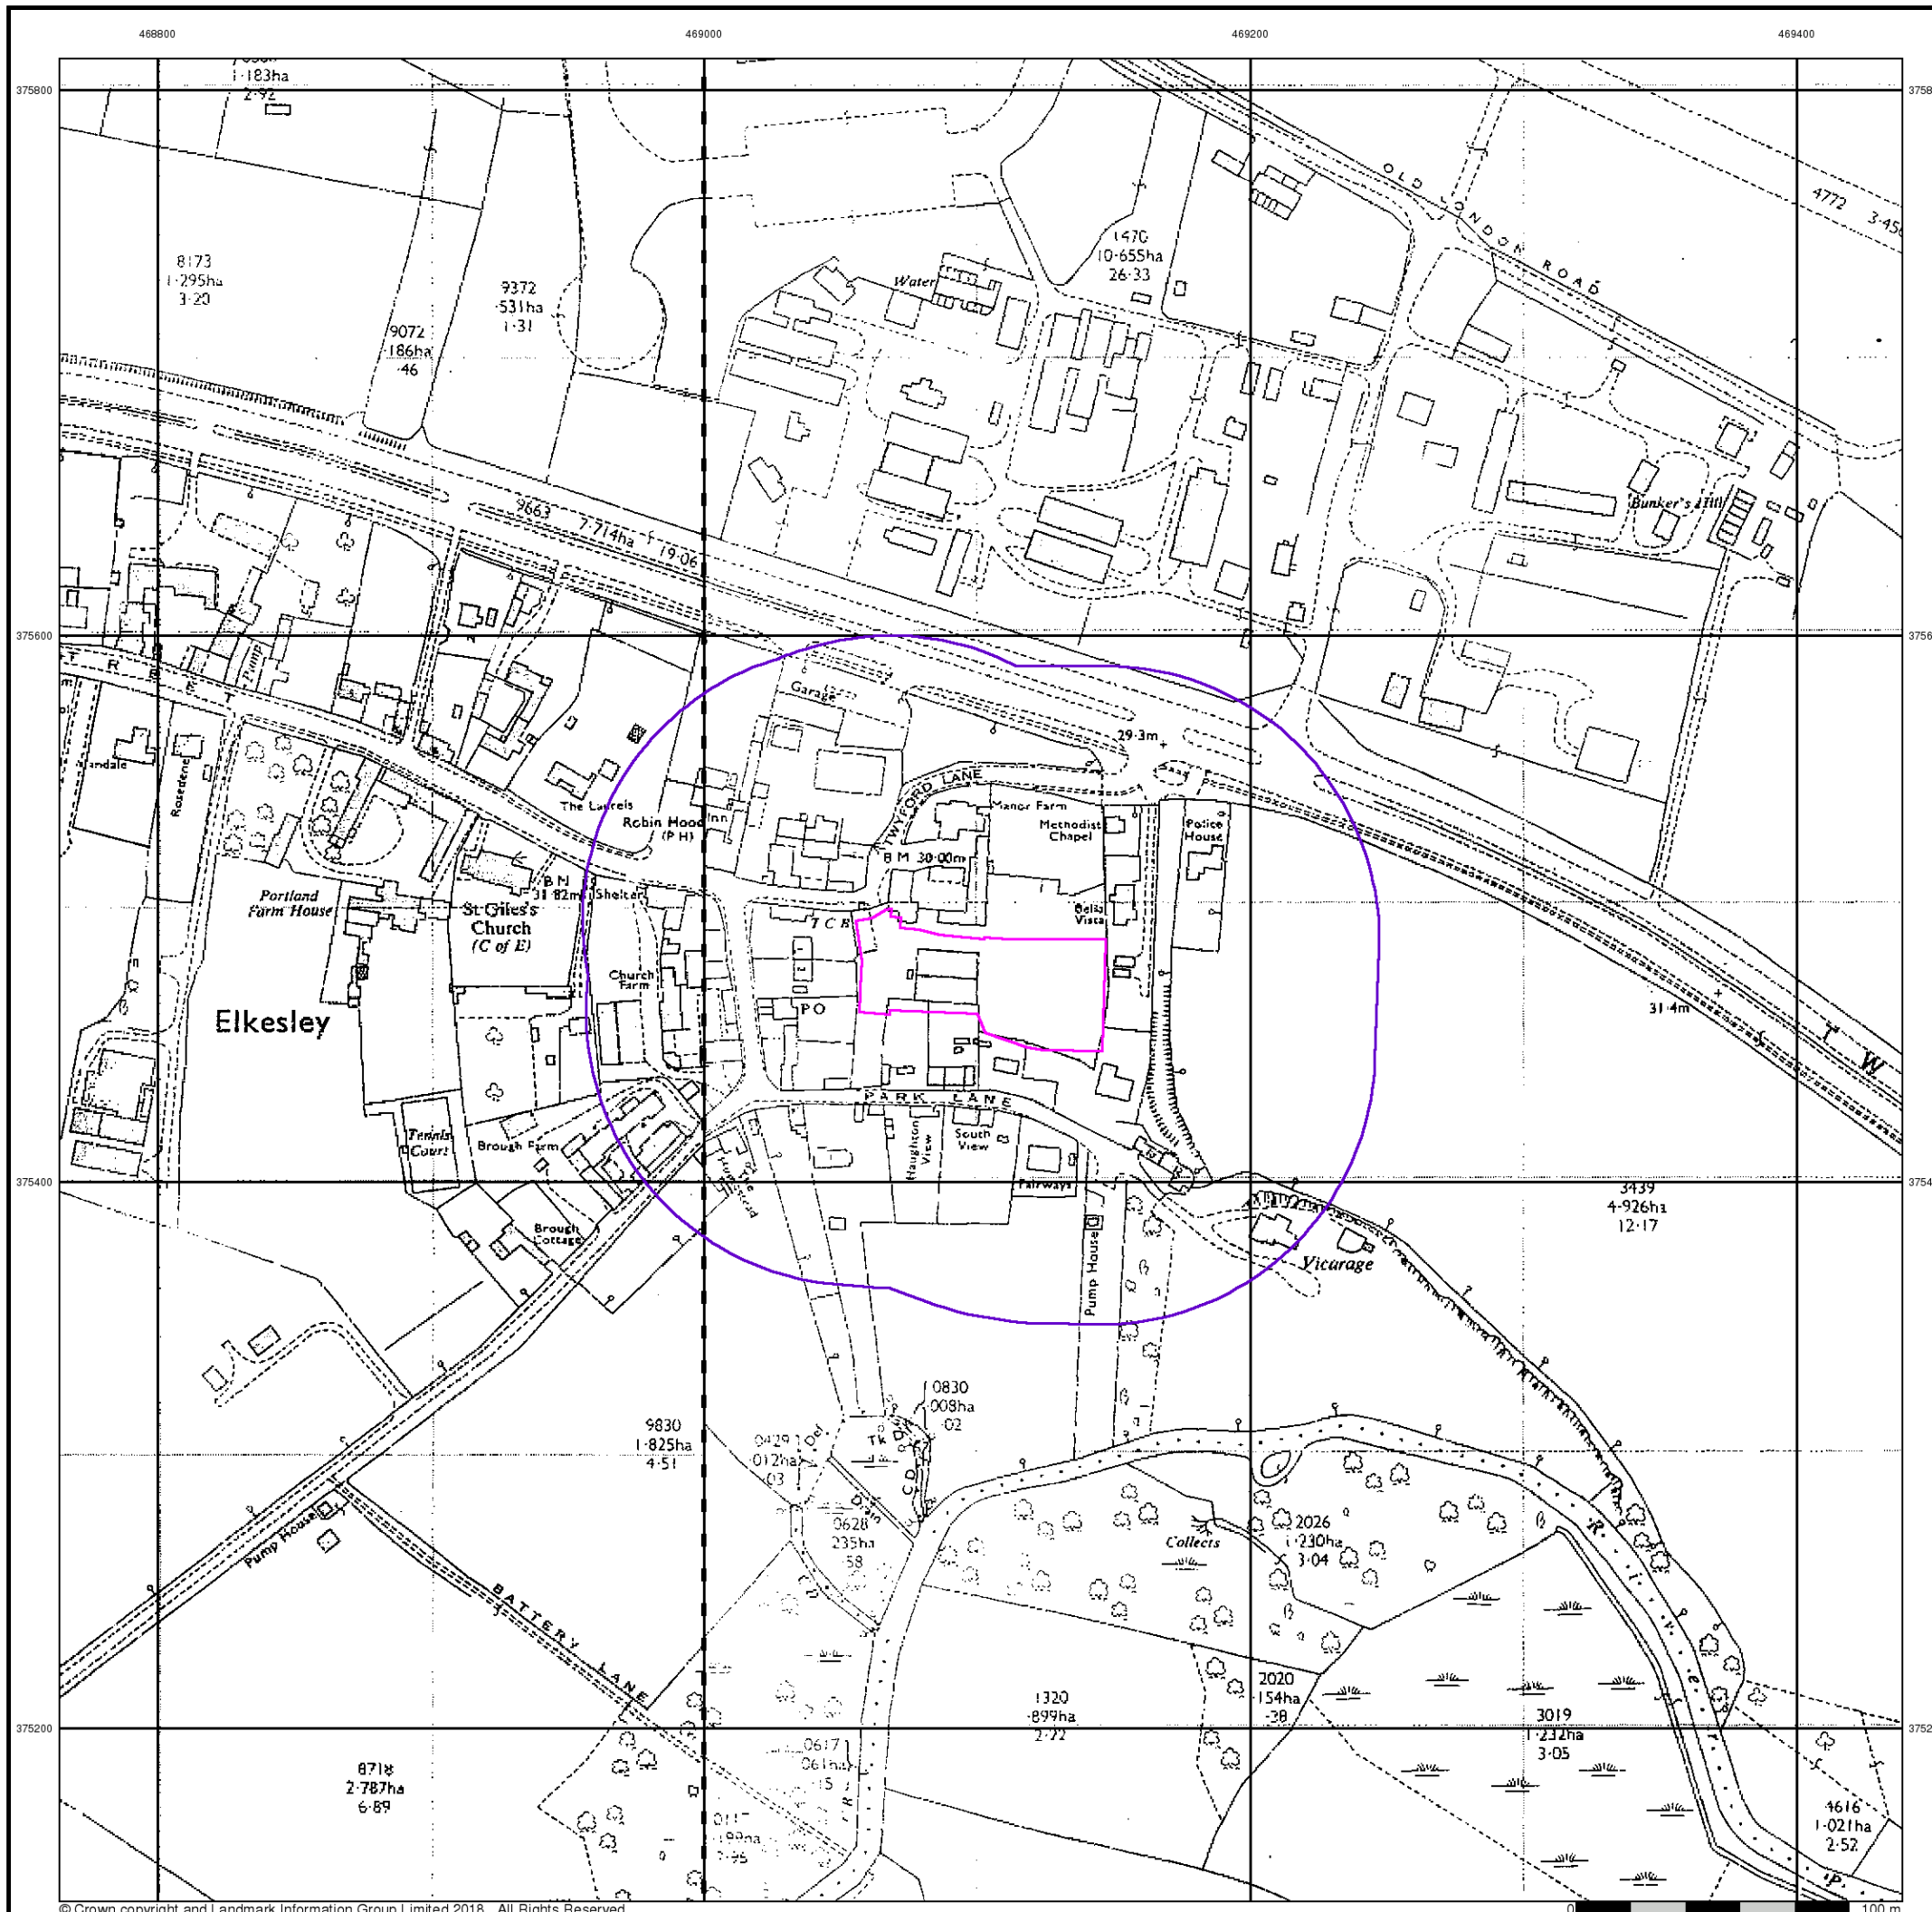 468800
469000
469200
469400
375800
1·183ha
2·92
OLD LONDON ROAD
4772
8173
1·295ha
3·20
9372
·531ha
1·31
9072
·186ha
·46
Water
1470
10·655ha
26·33
9663 7·714ha 19·06
Bunker's Hill
375600
Garage
29·3m
TWYFORD LANE
Manor Farm
Methodist
Chapel
Police
House
Rosedene
The Laurels
Robin Hood Inn
(P H)
B M 30·00m
Portland
Farm House
B M
31·82m
Shelter
St Giles's
Church
(C of E)
T C B
Bella
Vista
Church
Farm
P O
Elkesley
31·4m
PARK LANE
Tennis
Court
Brough Farm
Haughton
View
South
View
Fairways
375400
Brough
Cottage
Pump House
Vicarage
3439
4·926ha
12·17
9830
1·825ha
4·51
0429
·012ha
·03
Def
Tk
0830
·008ha
·02
C D
Drain
0628
·235ha
·58
Collects
2026
1·230ha
3·04
Pump House
BATTERY LANE
River P
375200
1320
·899ha
2·22
2020
·154ha
·38
3019
1·232ha
3·05
8718
2·787ha
6·89
0617
·061ha
·15
4616
1·021ha
2·52
© Crown copyright and Landmark Information Group Limited 2018. All Rights Reserved.
0
100 m